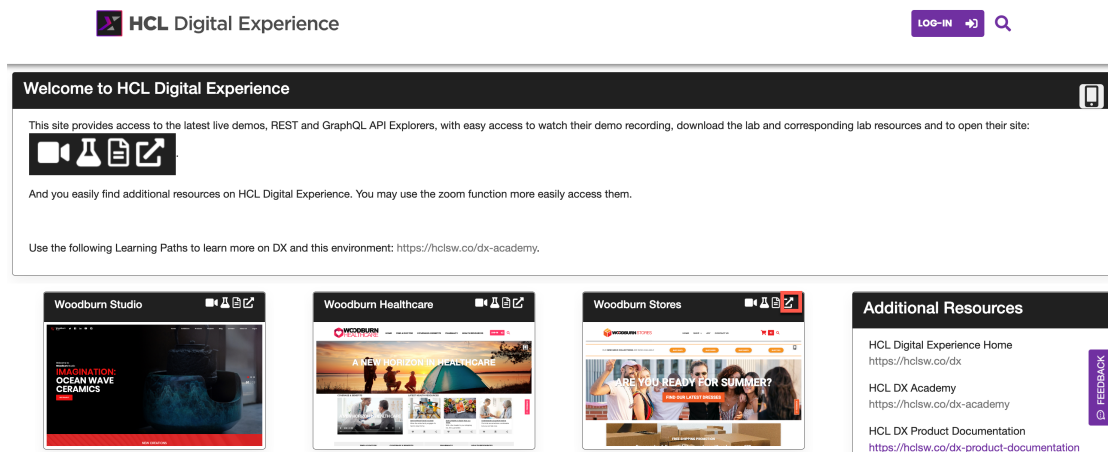 HCL Digital Experience
LOG-IN
Welcome to HCL Digital Experience
This site provides access to the latest live demos, REST and GraphQL API Explorers, with easy access to watch their demo recording, download the lab and corresponding lab resources and to open their site:
.
And you easily find additional resources on HCL Digital Experience. You may use the zoom function more easily access them.
Use the following Learning Paths to learn more on DX and this environment: https://hclsw.co/dx-academy.
Woodburn Studio
IMAGINATION:
OCEAN WAVE
CERAMICS
Woodburn Healthcare
WOODBURN
HEALTHCARE
A NEW HORIZON IN HEALTHCARE
Woodburn Stores
WOODBURN STORES
ARE YOU READY FOR SUMMER?
FIND OUR LATEST DRESSES
Additional Resources
HCL Digital Experience Home
https://hclsw.co/dx
HCL DX Academy
https://hclsw.co/dx-academy
HCL DX Product Documentation
https://hclsw.co/dx-product-documentation
FEEDBACK